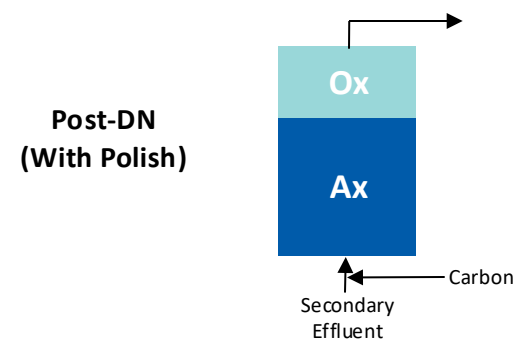 Post-DN
(With Polish)
Ox
Ax
Carbon
Secondary
Effluent